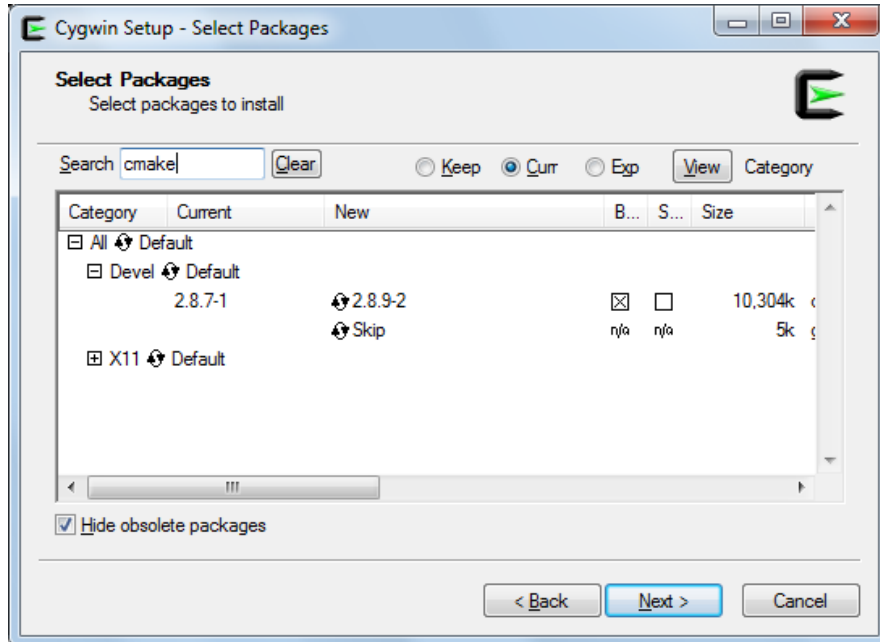 Cygwin Setup - Select Packages
Select Packages
Select packages to install
Search cmake Clear Keep Curr Exp View Category
Category Current New B... S... Size
All Default
Devel Default
2.8.7-1 2.8.9-2 10,304k
Skip n/a n/a 5k
X11 Default
Hide obsolete packages
< Back Next > Cancel